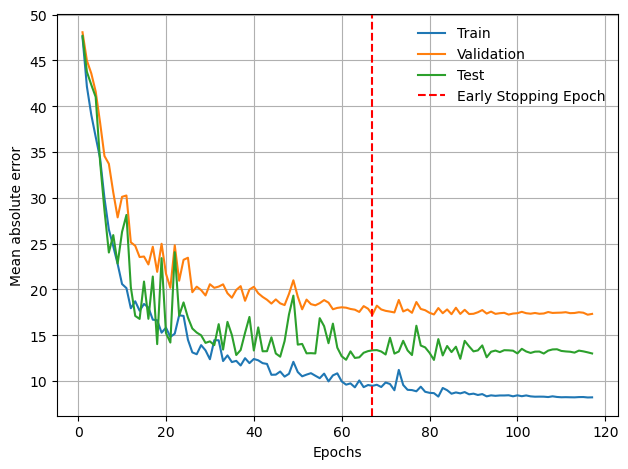 50
45
40
35
30
25
20
15
10
Mean absolute error
Train
Validation
Test
Early Stopping Epoch
0 20 40 60 80 100 120
Epochs